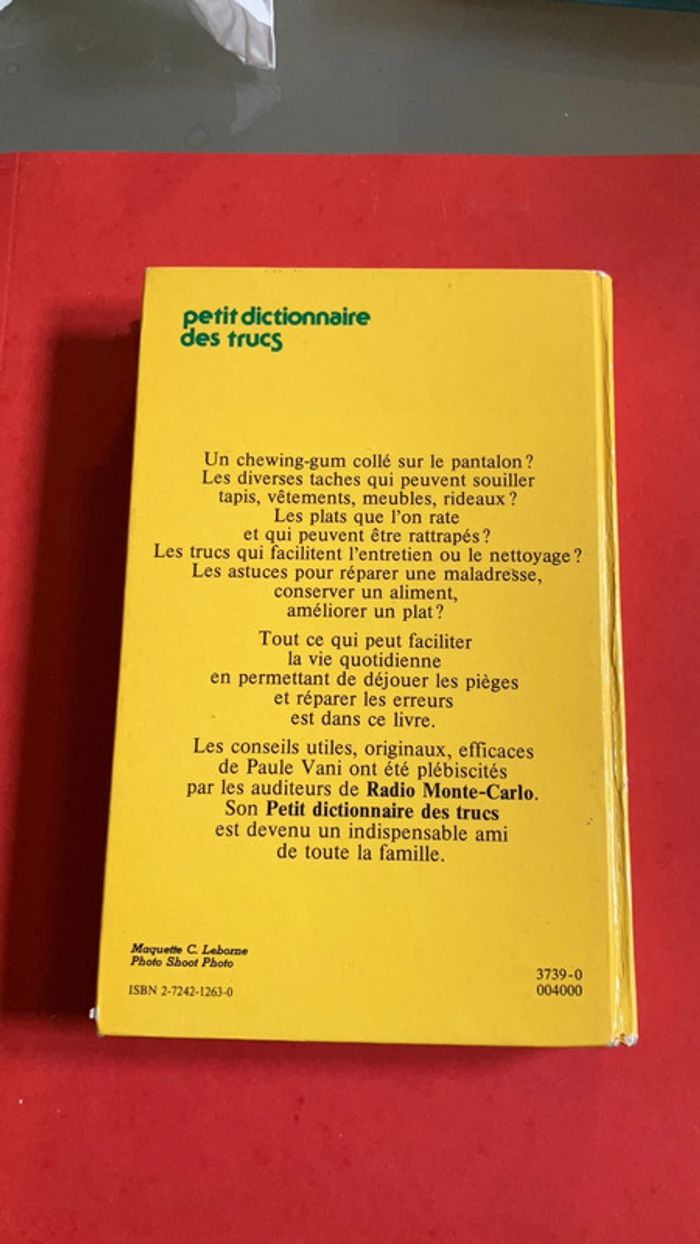 petit dictionnaire
des trucs
Un chewing-gum collé sur le pantalon ?
Les diverses taches qui peuvent souiller
tapis, vêtements, meubles, rideaux ?
Les plats que l'on rate
et qui peuvent être rattrapés ?
Les trucs qui facilitent l'entretien ou le nettoyage ?
Les astuces pour réparer une maladresse,
conserver un aliment,
améliorer un plat ?
Tout ce qui peut faciliter
la vie quotidienne
en permettant de déjouer les pièges
et réparer les erreurs
est dans ce livre.
Les conseils utiles, originaux, efficaces
de Paule Vani ont été plébiscités
par les auditeurs de Radio Monte-Carlo.
Son Petit dictionnaire des trucs
est devenu un indispensable ami
de toute la famille.
Maquette C. Leborne
Photo Shoot Photo
ISBN 2-7242-1263-0
3739-0
004000